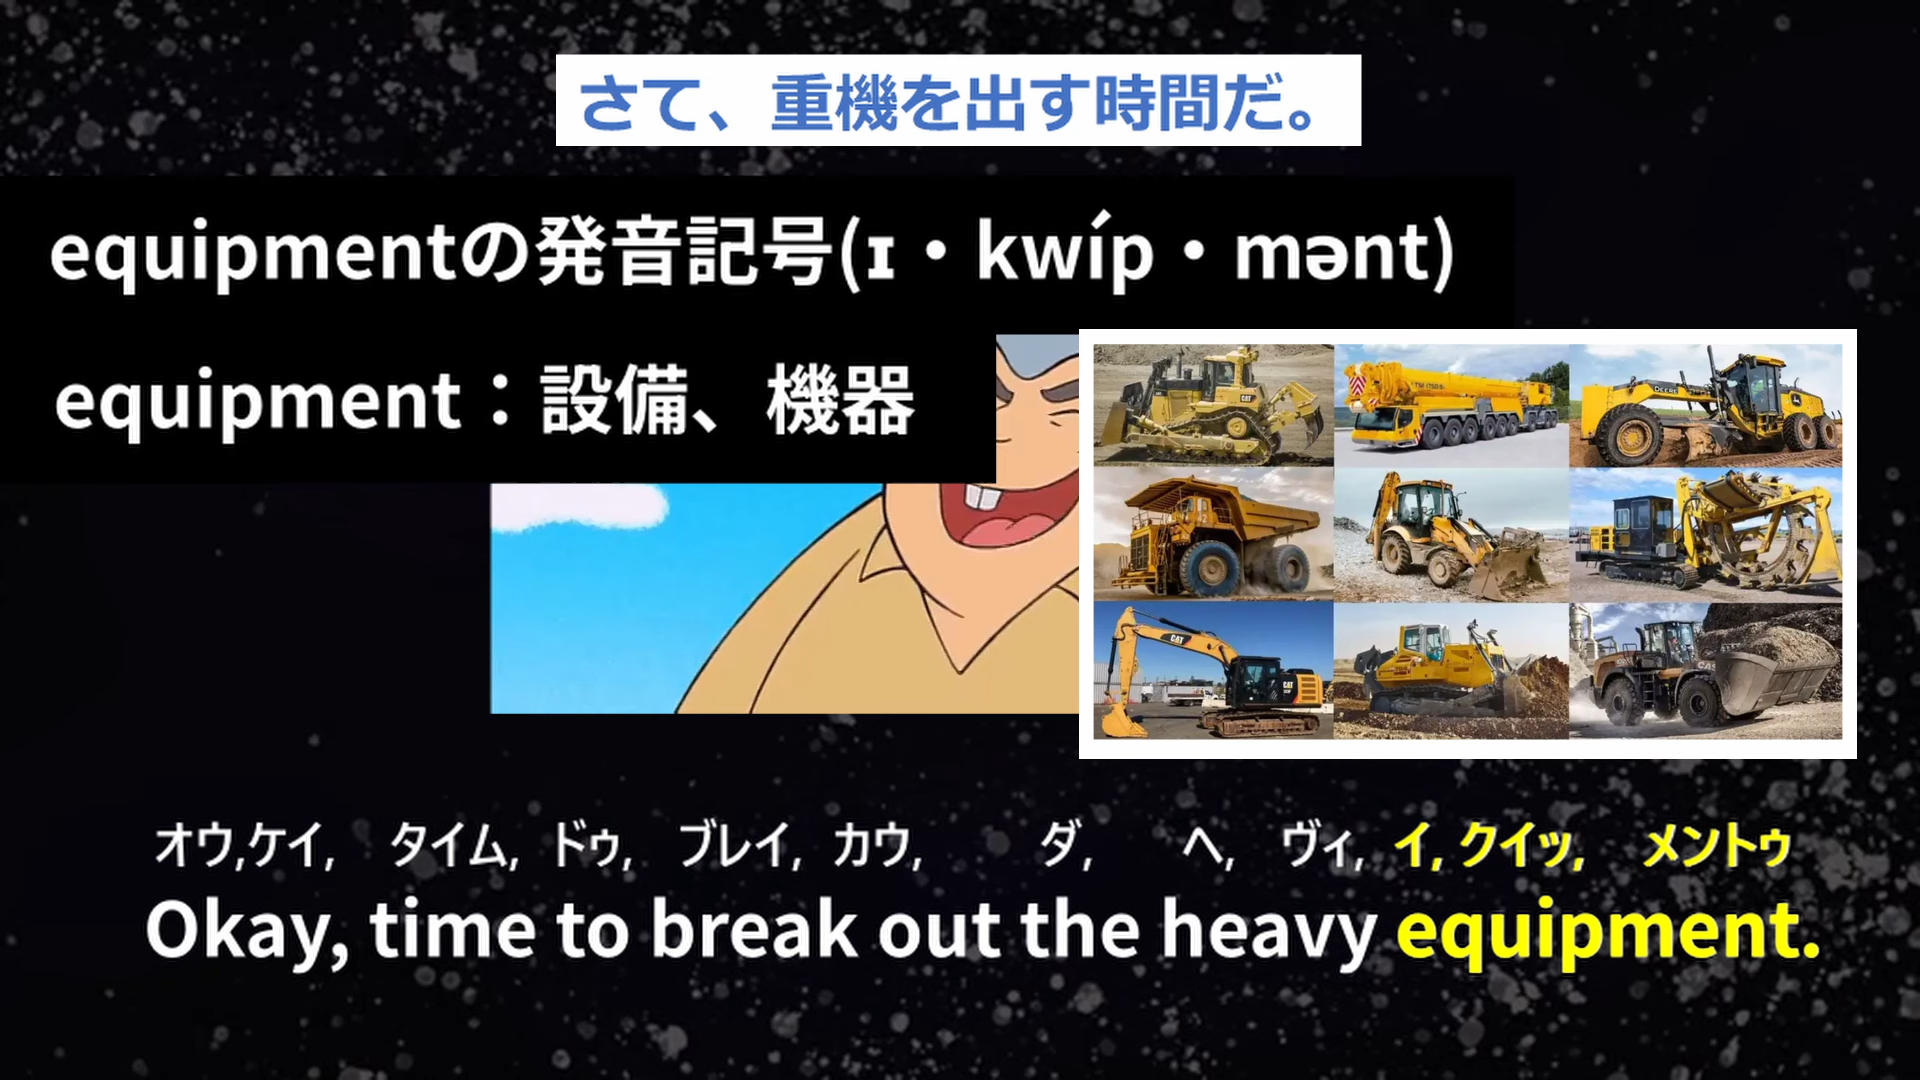 さて、重機を出す時間だ。
equipmentの発音記号(ɪ・kwíp・mənt)
equipment：設備、機器
オウ,ケイ, タイム, ドゥ, ブレイ, カウ, ダ, ヘ, ヴィ, イ, クイッ, メントゥ
Okay, time to break out the heavy equipment.